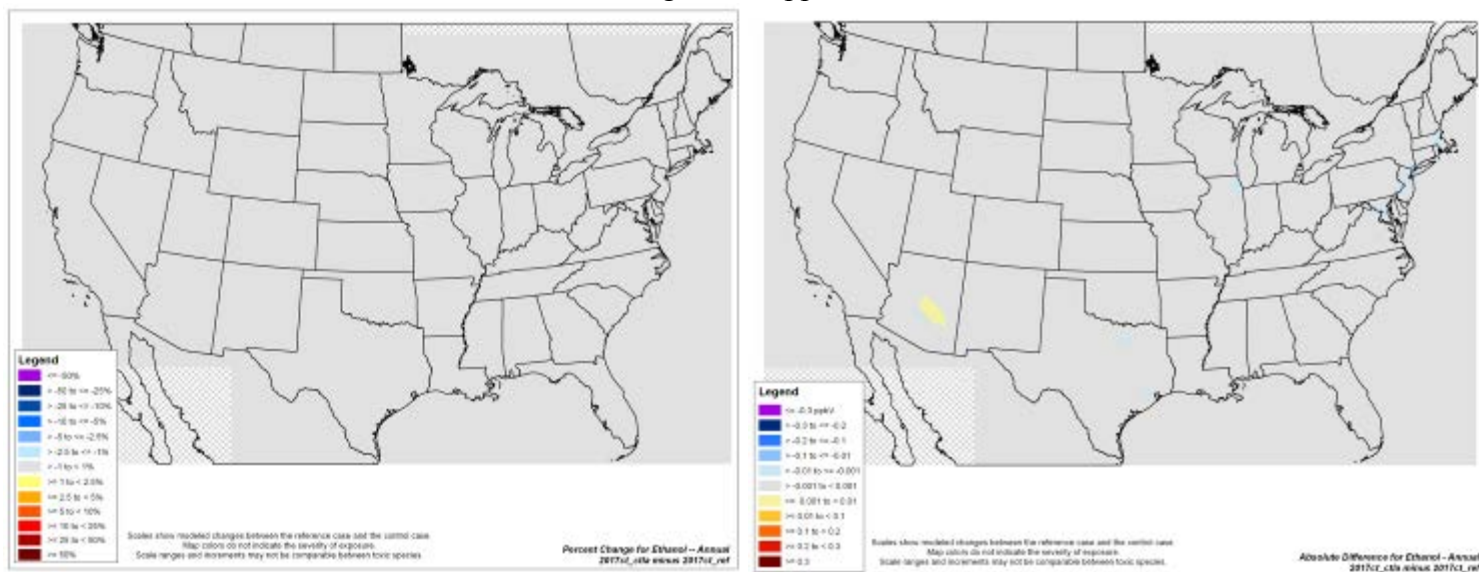 Legend
<= -50%
> -50 to <= -25%
> -25 to <= -10%
> -10 to <= -5%
> -5 to <= -2.5%
> -2.5 to <= -1%
> -1 to < 1%
>= 1 to < 2.5%
>= 2.5 to < 5%
>= 5 to < 10%
>= 10 to < 25%
>= 25 to < 50%
>= 50%
Scales show modeled changes between the reference case and the control case.
Map colors do not indicate the severity of exposure.
Scale ranges and increments may not be comparable between toxic species.
Percent Change for Ethanol -- Annual
2017ct_ctla minus 2017ct_ref
Legend
<= -0.3 ppbV
> -0.3 to <= -0.2
> -0.2 to <= -0.1
> -0.1 to <= -0.01
> -0.01 to <= -0.001
> -0.001 to < 0.001
>= 0.001 to < 0.01
>= 0.01 to < 0.1
>= 0.1 to < 0.2
>= 0.2 to < 0.3
>= 0.3
Scales show modeled changes between the reference case and the control case.
Map colors do not indicate the severity of exposure.
Scale ranges and increments may not be comparable between toxic species.
Absolute Difference for Ethanol - Annual
2017ct_ctla minus 2017ct_ref